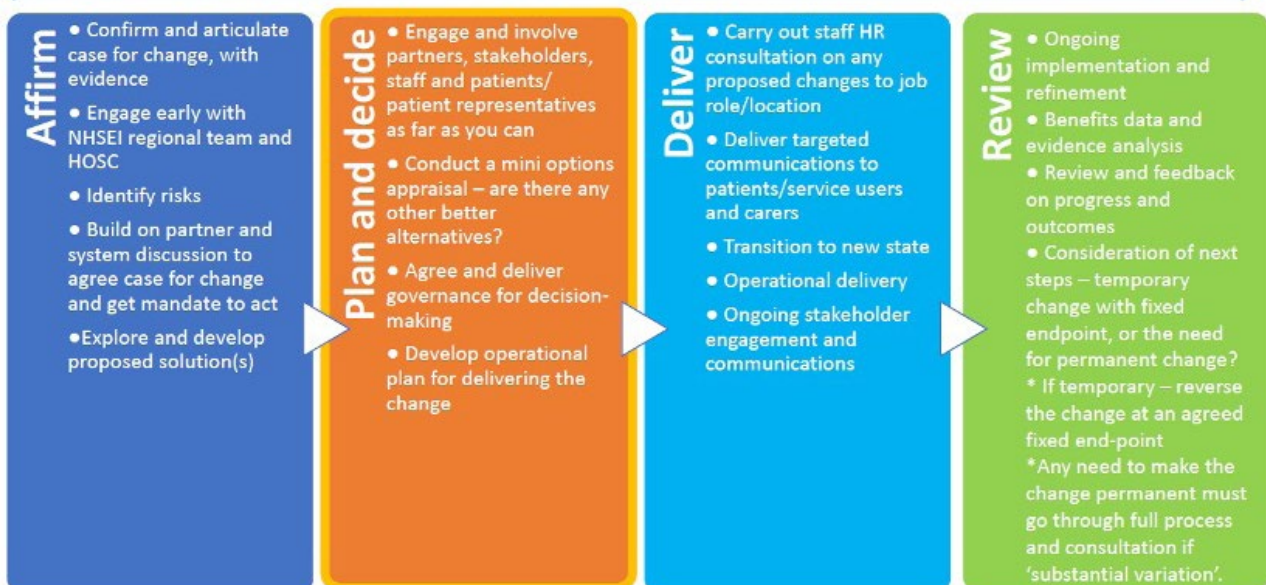 Affirm
● Confirm and articulate
case for change, with
evidence
● Engage early with
NHSEI regional team and
HOSC
● Identify risks
● Build on partner and
system discussion to
agree case for change
and get mandate to act
●Explore and develop
proposed solution(s)
Plan and decide
● Engage and involve
partners, stakeholders,
staff and patients/
patient representatives
as far as you can
● Conduct a mini options
appraisal – are there any
other better
alternatives?
● Agree and deliver
governance for decision-
making
● Develop operational
plan for delivering the
change
Deliver
● Carry out staff HR
consultation on any
proposed changes to job
role/location
● Deliver targeted
communications to
patients/service users
and carers
● Transition to new state
● Operational delivery
● Ongoing stakeholder
engagement and
communications
Review
● Ongoing
implementation and
refinement
● Benefits data and
evidence analysis
● Review and feedback
on progress and
outcomes
● Consideration of next
steps – temporary
change with fixed
endpoint, or the need
for permanent change?
* If temporary – reverse
the change at an agreed
fixed end-point
*Any need to make the
change permanent must
go through full process
and consultation if
‘substantial variation’.